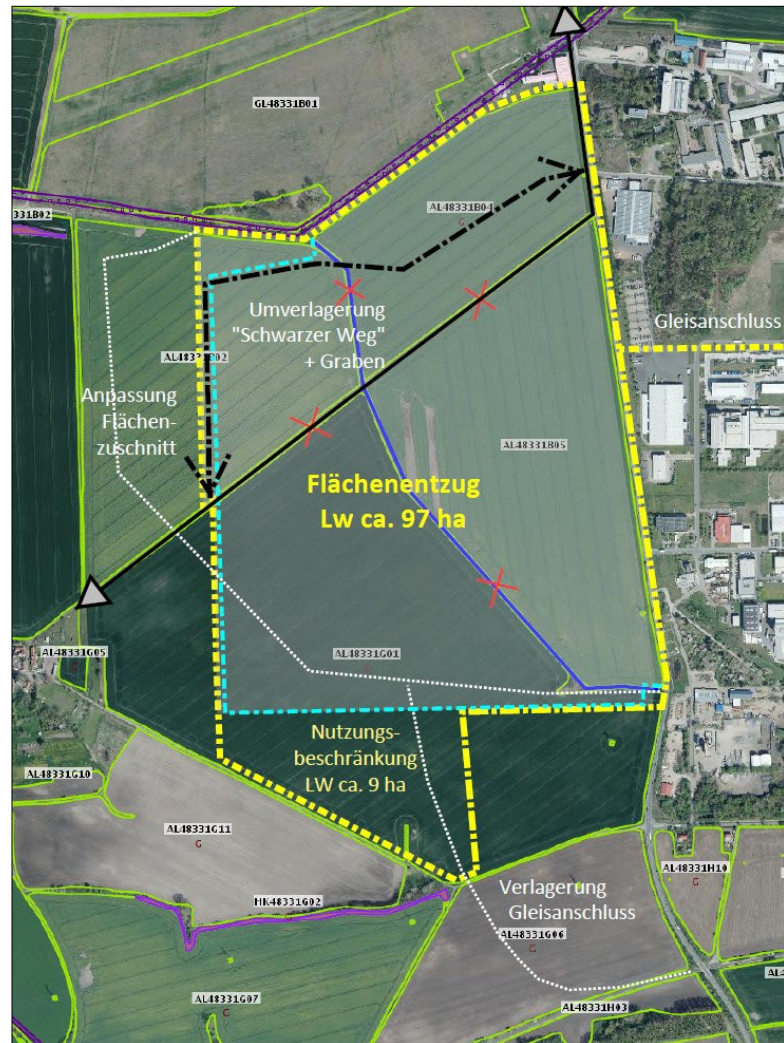 GL48331B01
331B02
AL48331B04
Umverlagerung
"Schwarzer Weg"
+ Graben
Gleisanschluss
Anpassung
Flächen-
zuschnitt
AL48331B05
Flächenentzug
Lw ca. 97 ha
AL48331G01
AL48331G05
Nutzungs-
beschränkung
LW ca. 9 ha
AL48331G10
AL48331G11
G
AL48331H10
G
HK48331G02
Verlagerung
Gleisanschluss
AL48331G06
G
AL48331G07
AL48331H03